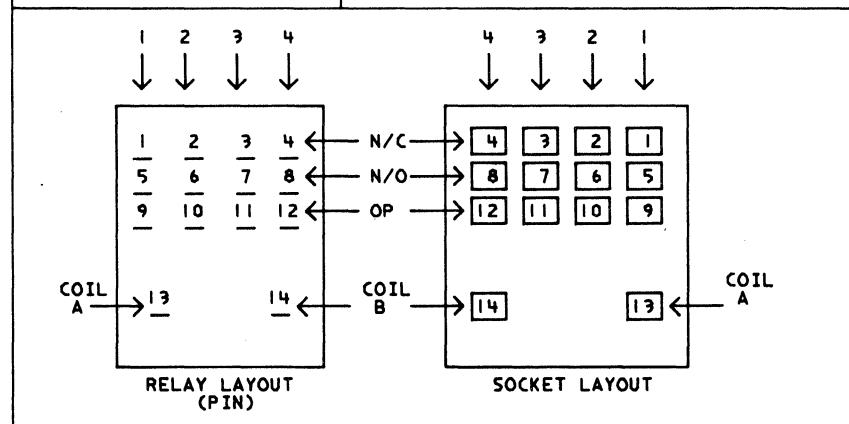 1 2 3 4 4 3 2 1
1 2 3 4 N/C 4 3 2 1
5 6 7 8 N/O 8 7 6 5
9 10 11 12 OP 12 11 10 9
COIL A 13 14 COIL B 14 13 COIL A
RELAY LAYOUT SOCKET LAYOUT
(PIN)